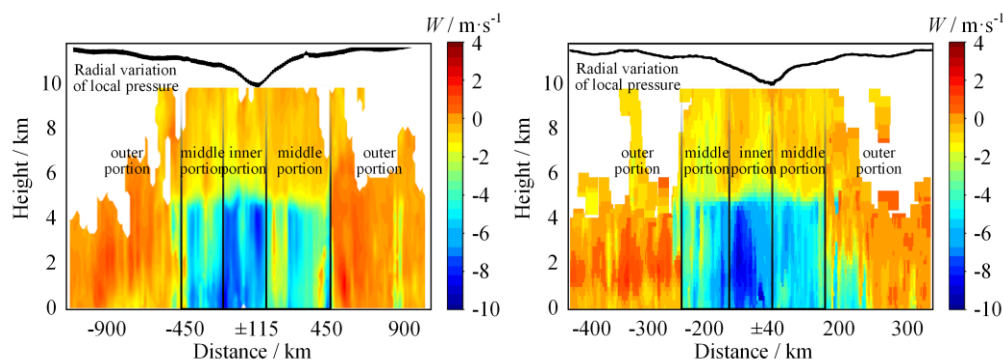 W / m·s⁻¹
4
2
0
-2
-4
-6
-8
-10
Radial variation
of local pressure
Height / km
10
8
6
4
2
0
outer
portion
middle
portion
inner
portion
middle
portion
outer
portion
-900 -450 ±115 450 900
Distance / km
W / m·s⁻¹
4
2
0
-2
-4
-6
-8
-10
Radial variation
of local pressure
Height / km
10
8
6
4
2
0
outer
portion
middle
portion
inner
portion
middle
portion
outer
portion
-400 -300 -200 ±40 200 300
Distance / km